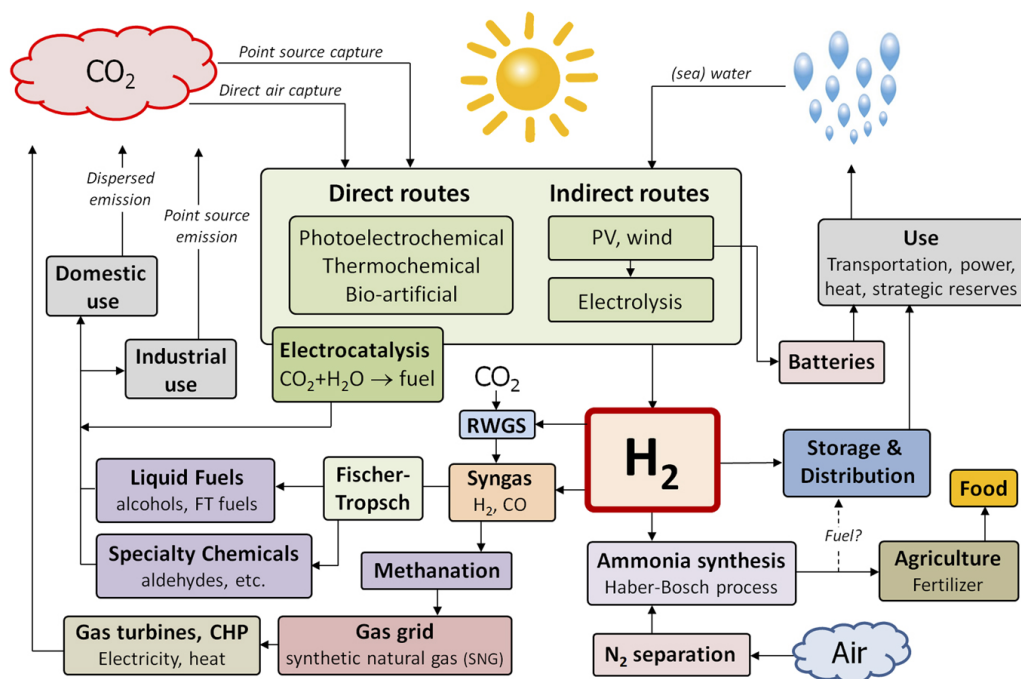 CO₂
Point source capture
Direct air capture
(sea) water
Dispersed
emission
Point source
emission
Direct routes
Photoelectrochemical
Thermochemical
Bio-artificial
Indirect routes
PV, wind
Electrolysis
Use
Transportation, power,
heat, strategic reserves
Domestic
use
Industrial
use
Electrocatalysis
CO₂+H₂O → fuel
CO₂
RWGS
Batteries
H₂
Storage &
Distribution
Food
Liquid Fuels
alcohols, FT fuels
Fischer-
Tropsch
Syngas
H₂, CO
Fuel?
Specialty Chemicals
aldehydes, etc.
Methanation
Ammonia synthesis
Haber-Bosch process
Agriculture
Fertilizer
Gas turbines, CHP
Electricity, heat
Gas grid
synthetic natural gas (SNG)
N₂ separation
Air